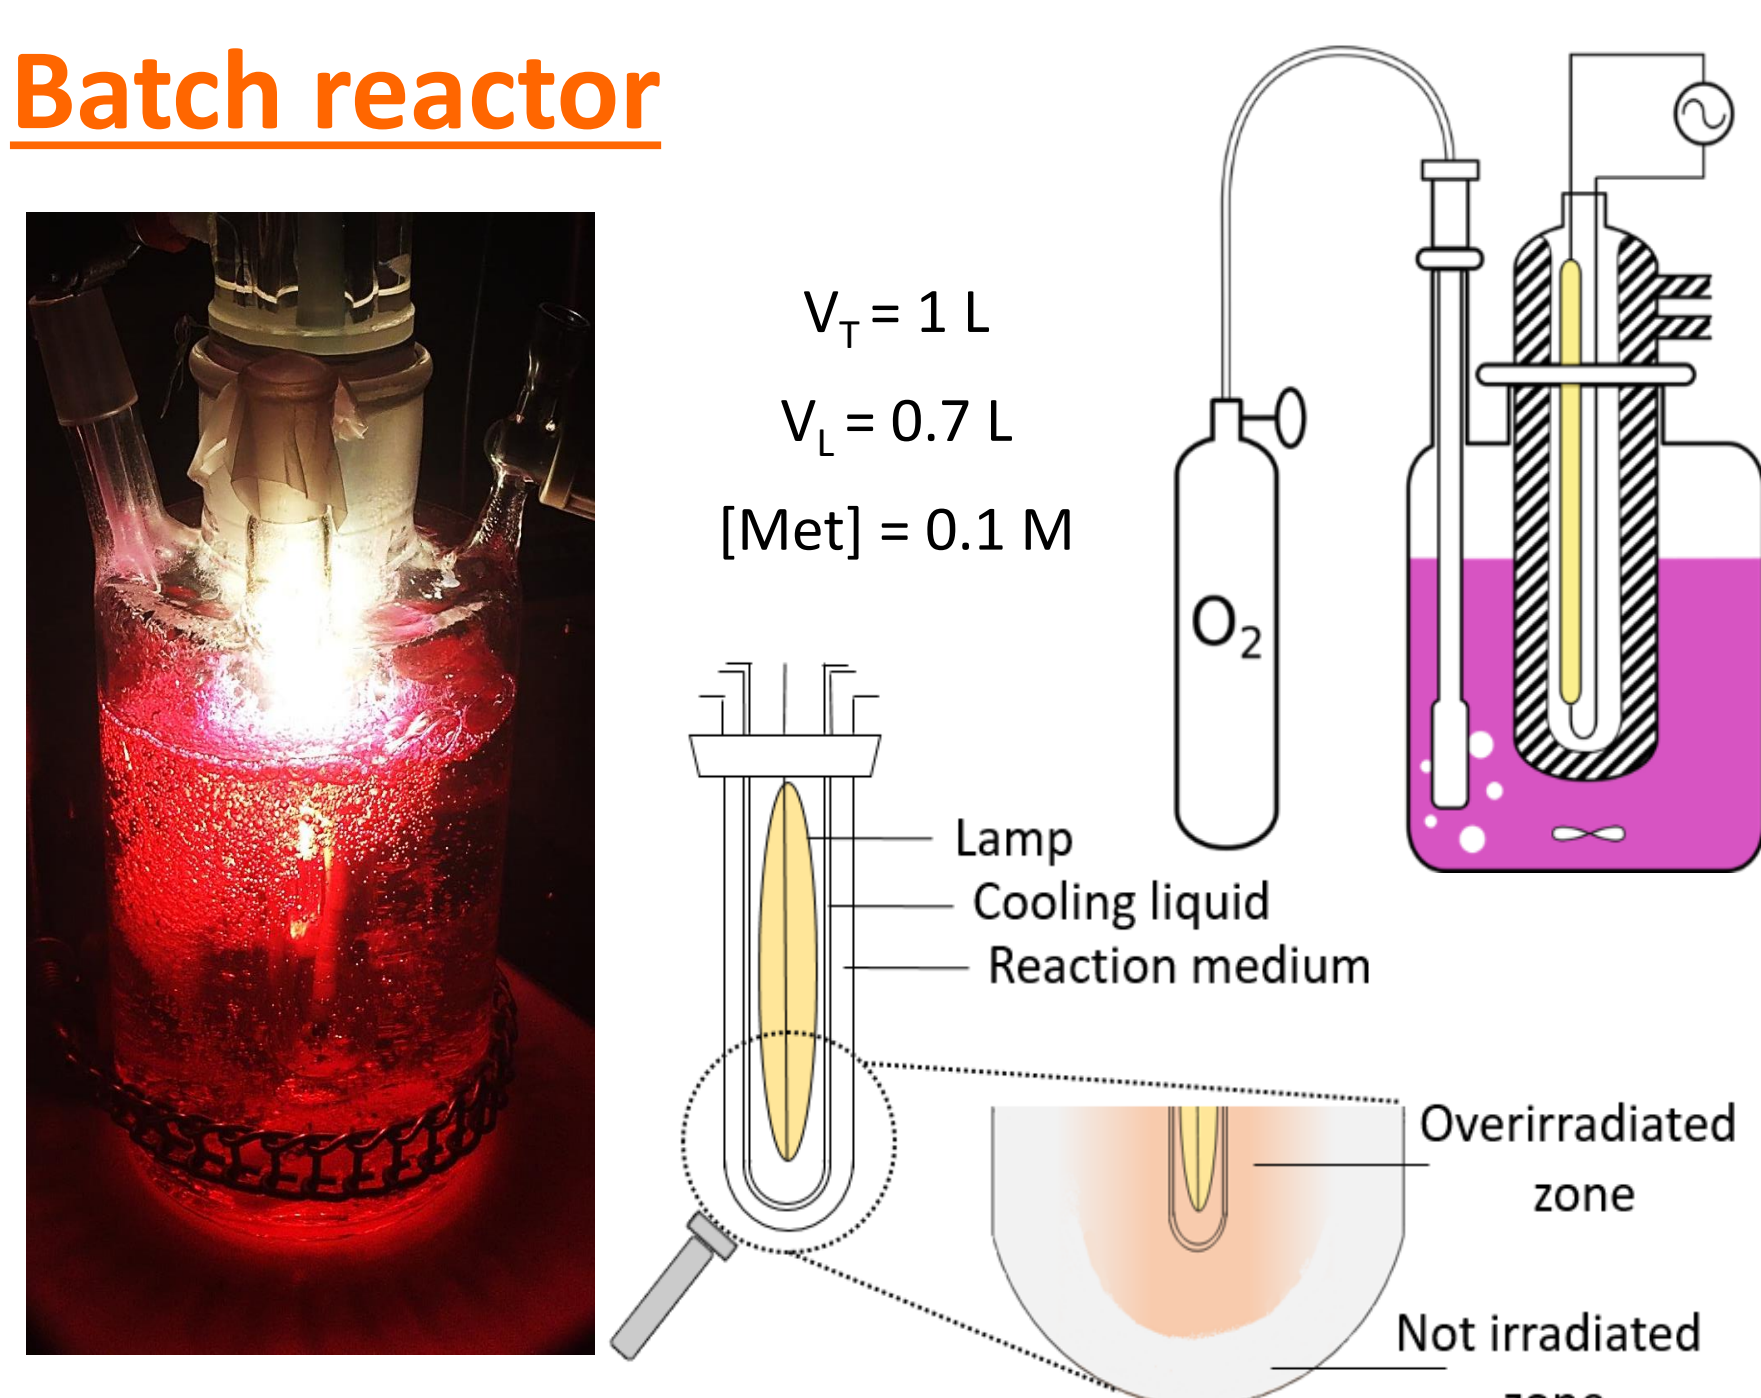 Batch reactor
V_T = 1 L
V_L = 0.7 L
[Met] = 0.1 M
O₂
Lamp
Cooling liquid
Reaction medium
Overirradiated
zone
Not irradiated